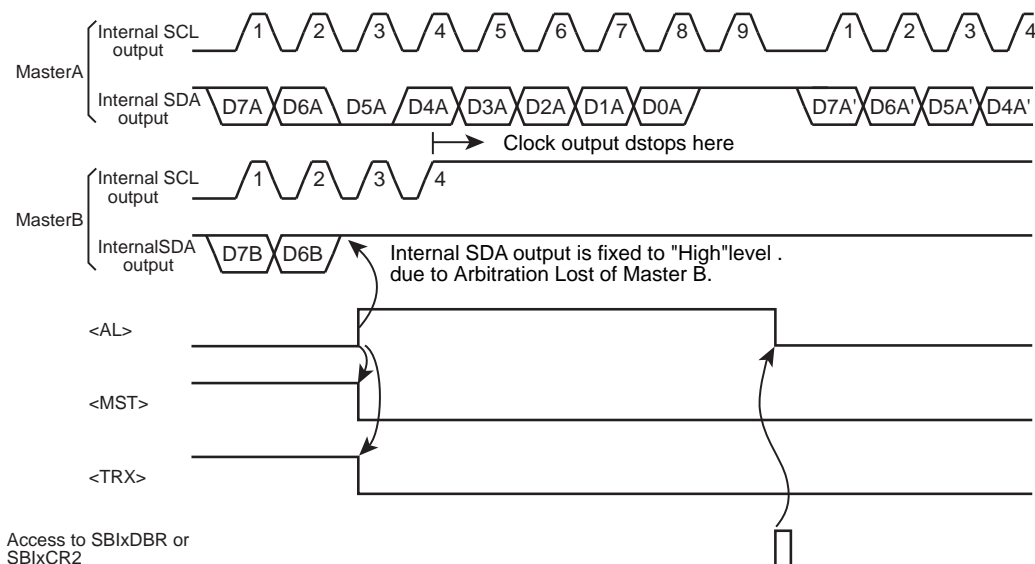 Internal SCL
output
1 2 3 4 5 6 7 8 9 1 2 3 4
MasterA
Internal SDA
output
D7A D6A D5A D4A D3A D2A D1A D0A D7A' D6A' D5A' D4A'
Clock output dstops here
Internal SCL
output
1 2 3 4
MasterB
InternalSDA
output
D7B D6B
Internal SDA output is fixed to "High"level .
due to Arbitration Lost of Master B.
<AL>
<MST>
<TRX>
Access to SBIxDBR or
SBIxCR2